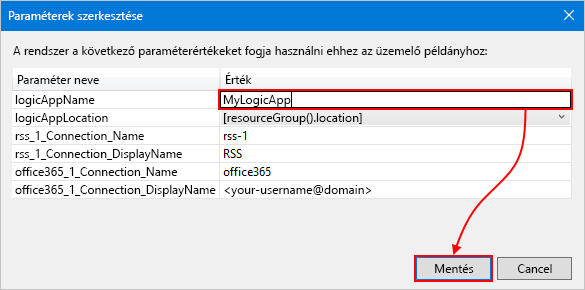 Paraméterek szerkesztése
A rendszer a következő paraméterértékeket fogja használni ehhez az üzemelő példányhoz:
Paraméter neve Érték
logicAppName MyLogicApp
logicAppLocation [resourceGroup().location]
rss_1_Connection_Name rss-1
rss_1_Connection_DisplayName RSS
office365_1_Connection_Name office365
office365_1_Connection_DisplayName <your-username@domain>
Mentés Cancel